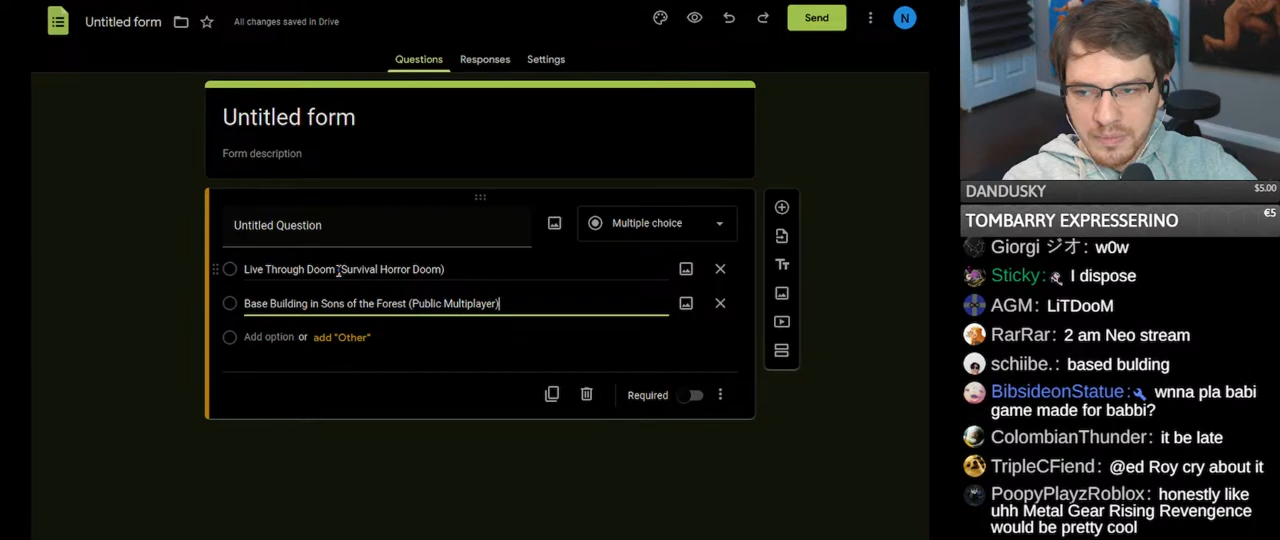 Untitled form
All changes saved in Drive
Send
N
Questions
Responses
Settings
Untitled form
Form description
Untitled Question
Multiple choice
Live Through Doom (Survival Horror Doom)
Base Building in Sons of the Forest (Public Multiplayer)
Add option or add "Other"
Required
DANDUSKY $5.00
TOMBARRY EXPRESSERINO €5
Giorgi ジオ: w0w
Sticky: I dispose
AGM: LiTDooM
RarRar: 2 am Neo stream
schiibe.: based bulding
BibsideonStatue: wnna pla babi
game made for babbi?
ColombianThunder: it be late
TripleCFiend: @ed Roy cry about it
PoopyPlayzRoblox: honestly like
uhh Metal Gear Rising Revengence
would be pretty cool